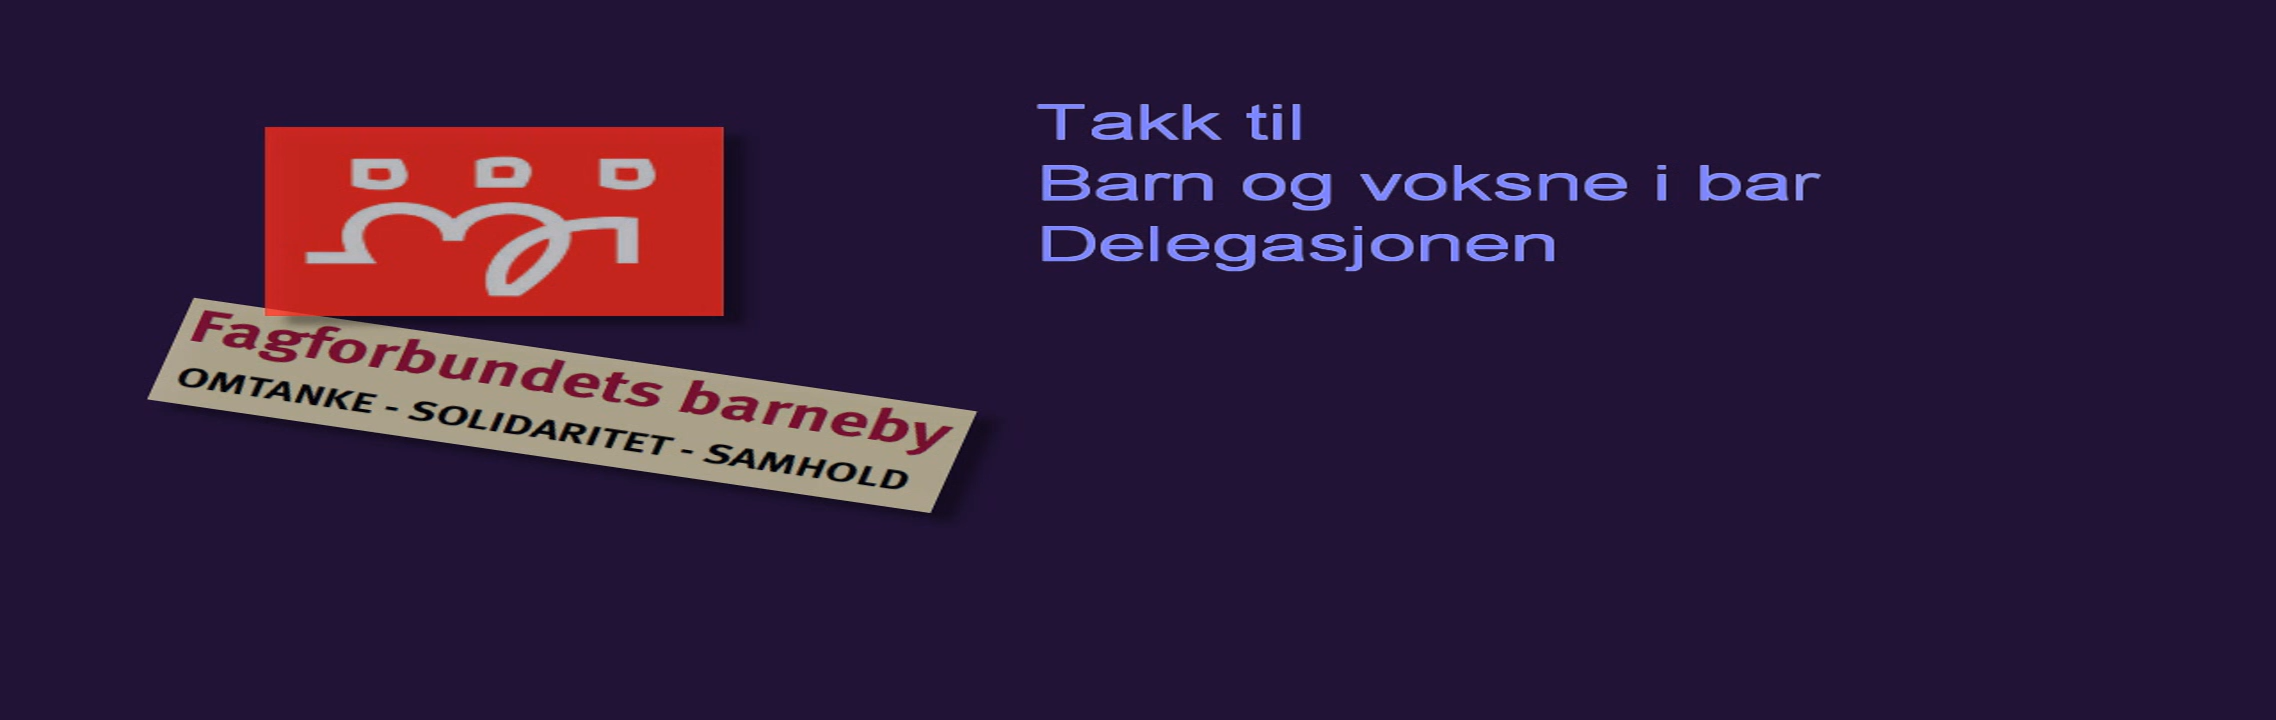 Takk til
Barn og voksne i bar
Delegasjonen
Fagforbundets barneby
OMTANKE - SOLIDARITET - SAMHOLD